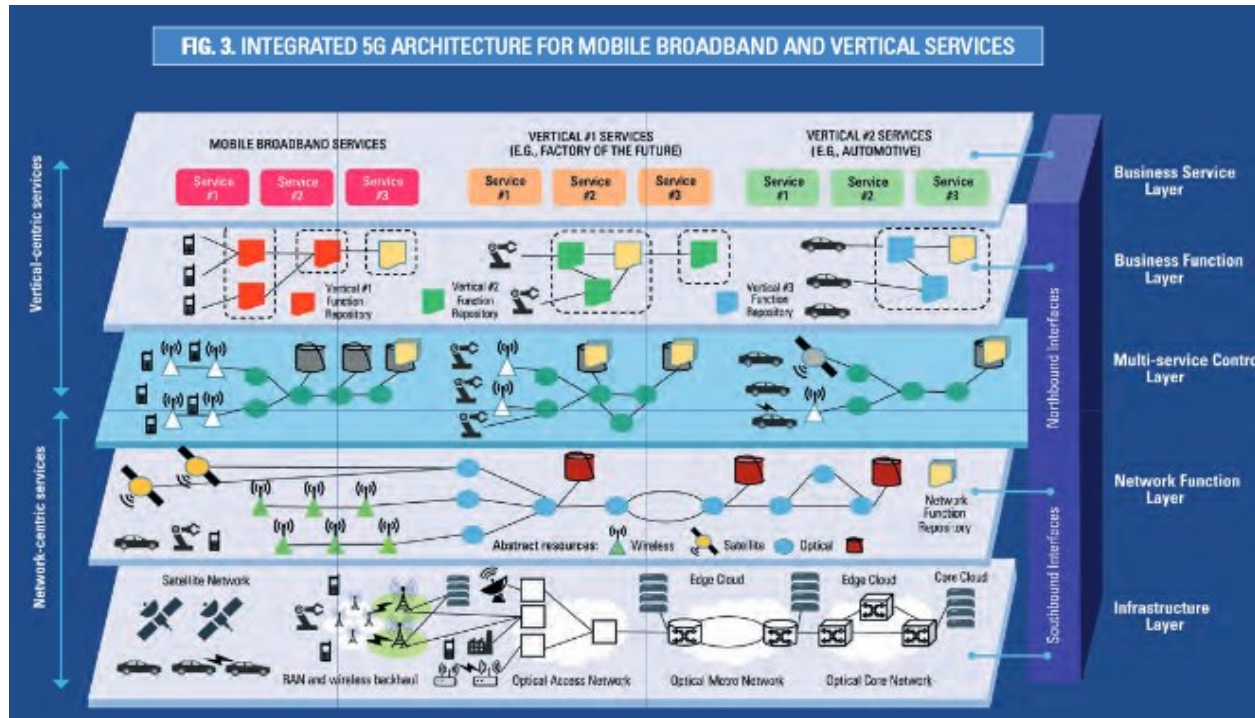 FIG. 3. INTEGRATED 5G ARCHITECTURE FOR MOBILE BROADBAND AND VERTICAL SERVICES
MOBILE BROADBAND SERVICES
Service
#1
Service
#2
Service
#3
VERTICAL #1 SERVICES
(E.G., FACTORY OF THE FUTURE)
Service
#1
Service
#2
Service
#3
VERTICAL #2 SERVICES
(E.G., AUTOMOTIVE)
Service
#1
Service
#2
Service
#3
Business Service
Layer
Vertical-centric services
Vertical #1
Function
Repository
Vertical #2
Function
Repository
Vertical #3
Function
Repository
Business Function
Layer
Northbound Interfaces
Multi-service Contro
Layer
Network-centric services
Network
Function
Repository
Abstract resources:
Wireless
Satellite
Optical
Network Function
Layer
Southbound Interfaces
Satellite Network
Edge Cloud
Edge Cloud
Core Cloud
RAN and wireless backhaul
Optical Access Network
Optical Metro Network
Optical Core Network
Infrastructure
Layer